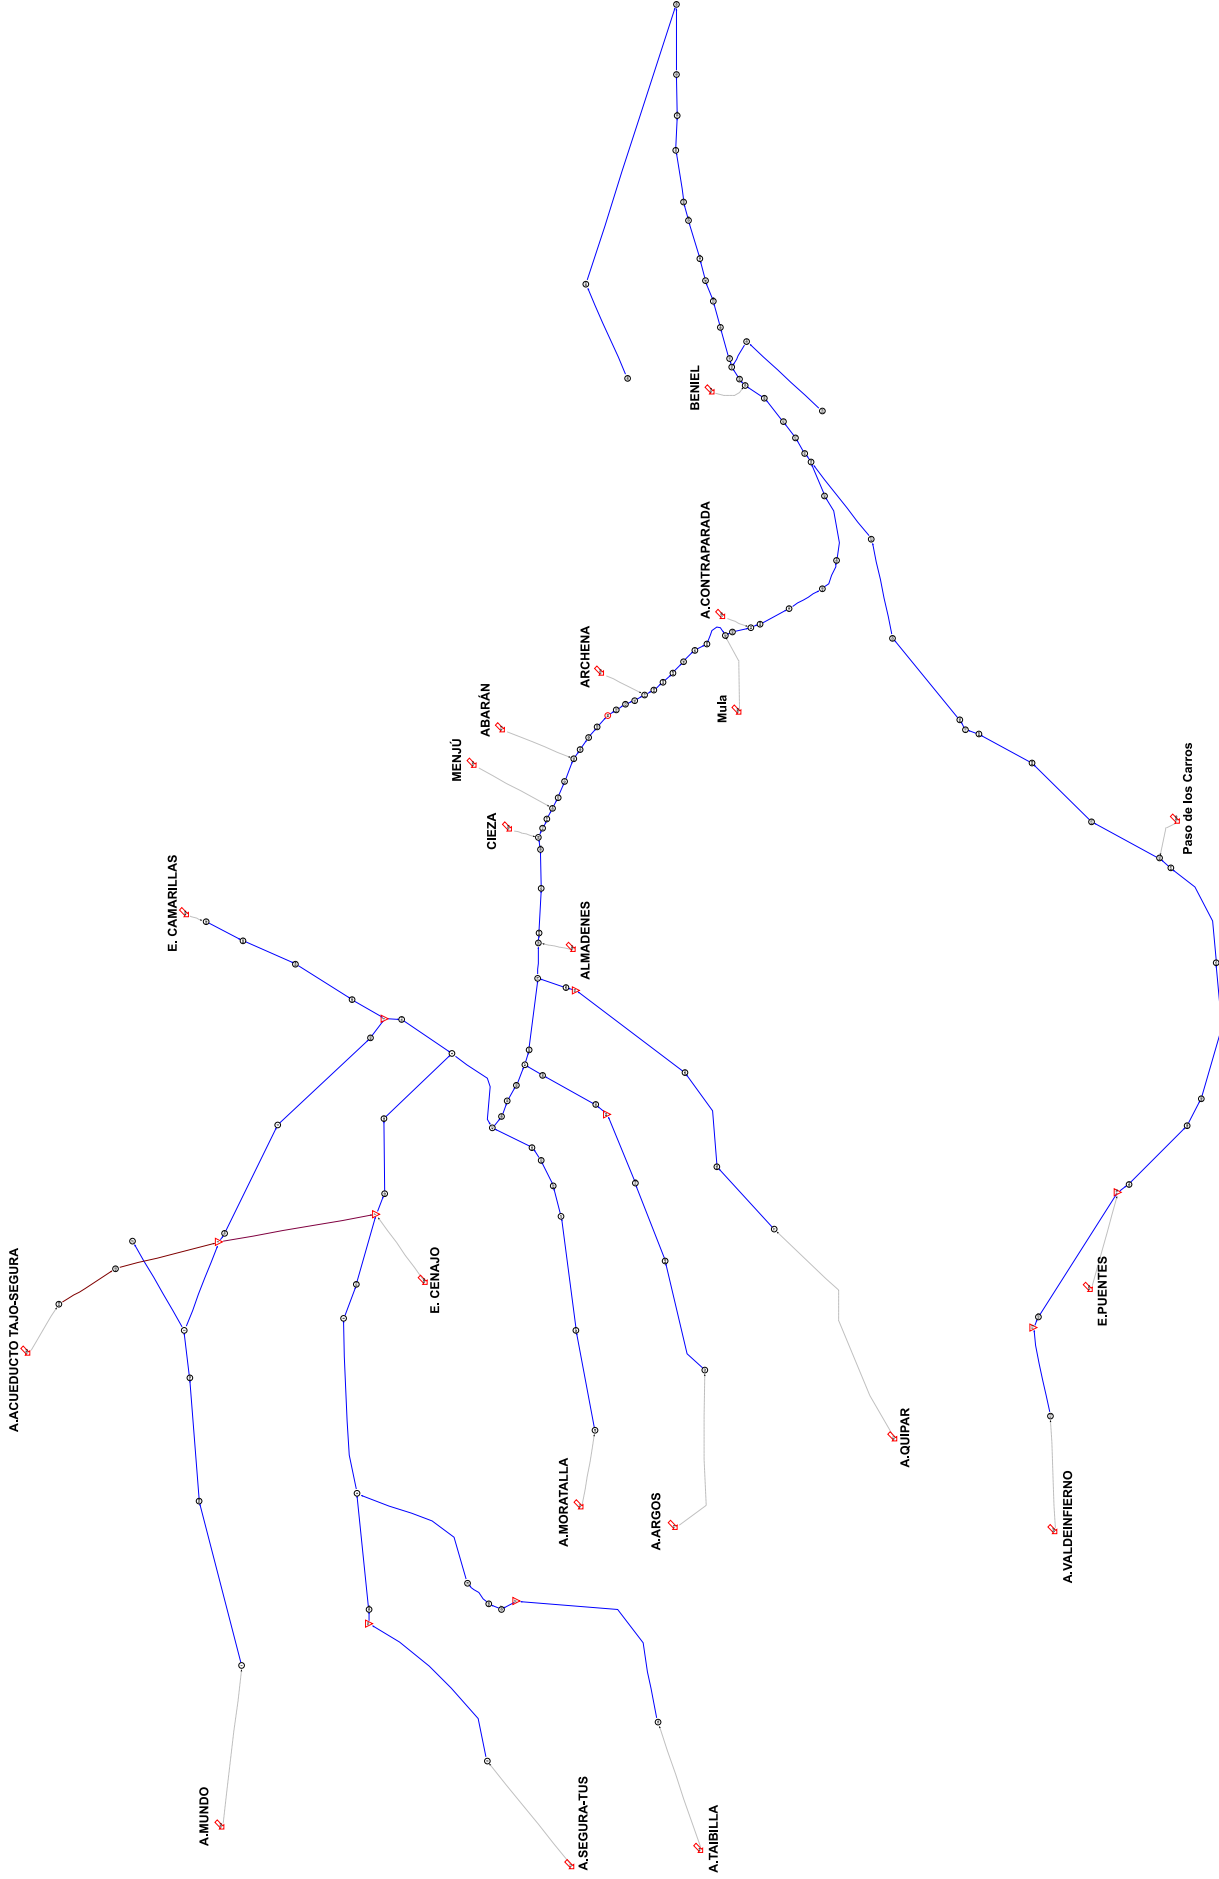 A.ACUEDUCTO TAJO-SEGURA
A.MUNDO
E. CAMARILLAS
E. CENAJO
MENJÚ
ABARÁN
CIEZA
ARCHENA
ALMADENES
A.CONTRAPARADA
BENIEL
Mula
A.MORATALLA
A.SEGURA-TUS
A.ARGOS
A.TAIBILLA
A.QUIPAR
A.VALDEINFIERNO
E.PUENTES
Paso de los Carros